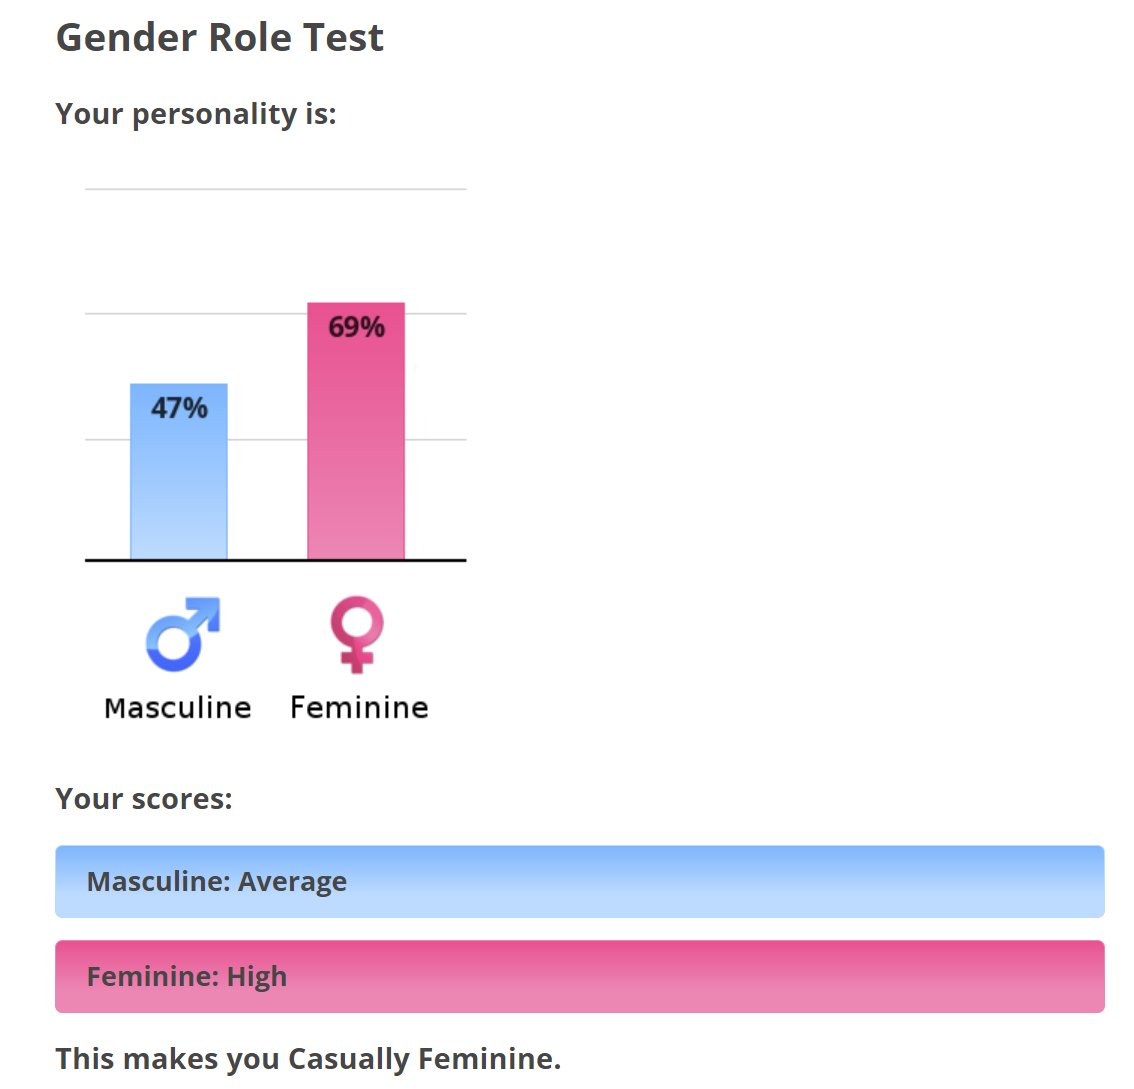 Gender Role Test
Your personality is:
47%
69%
Masculine Feminine
Your scores:
Masculine: Average
Feminine: High
This makes you Casually Feminine.